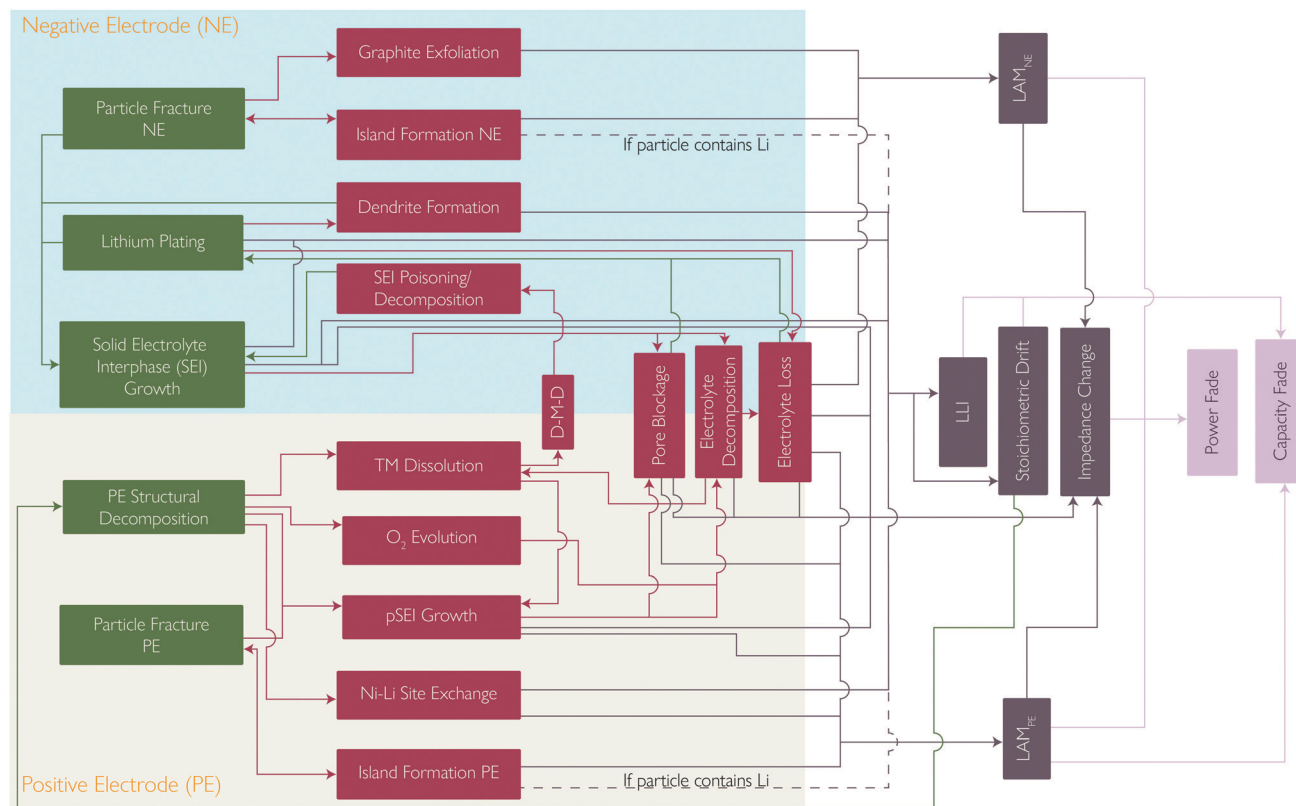 Negative Electrode (NE)
Graphite Exfoliation
Particle Fracture
NE
Island Formation NE
If particle contains Li
Dendrite Formation
Lithium Plating
SEI Poisoning/
Decomposition
Solid Electrolyte
Interphase (SEI)
Growth
D-M-D
Pore Blockage
Electrolyte
Decomposition
Electrolyte Loss
TM Dissolution
PE Structural
Decomposition
O₂ Evolution
pSEI Growth
Particle Fracture
PE
Ni-Li Site Exchange
Island Formation PE
If particle contains Li
Positive Electrode (PE)
LAM_NE
LLI
Stoichiometric Drift
Impedance Change
Power Fade
Capacity Fade
LAM_PE